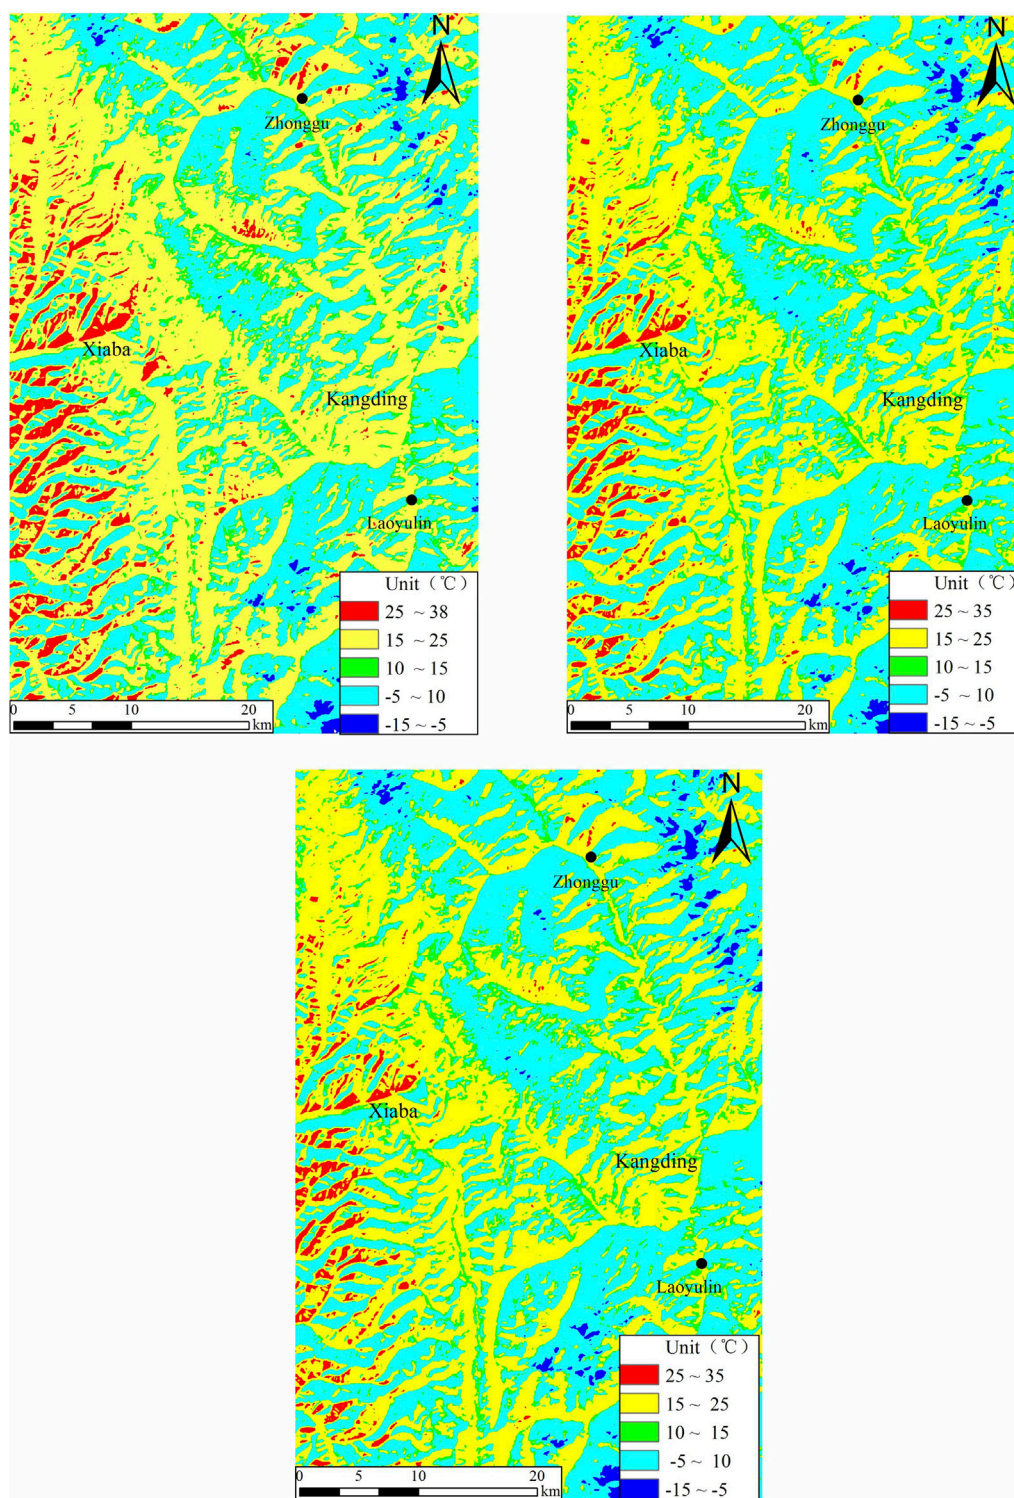 N
Zhonggu
Xiaba
Kangding
Laoyulin
Unit（℃）
25 ~ 38
15 ~ 25
10 ~ 15
-5 ~ 10
-15 ~ -5
0 5 10 20
km
N
Zhonggu
Xiaba
Kangding
Laoyulin
Unit（℃）
25 ~ 35
15 ~ 25
10 ~ 15
-5 ~ 10
-15 ~ -5
0 5 10 20
km
N
Zhonggu
Xiaba
Kangding
Laoyulin
Unit（℃）
25 ~ 35
15 ~ 25
10 ~ 15
-5 ~ 10
-15 ~ -5
0 5 10 20
km